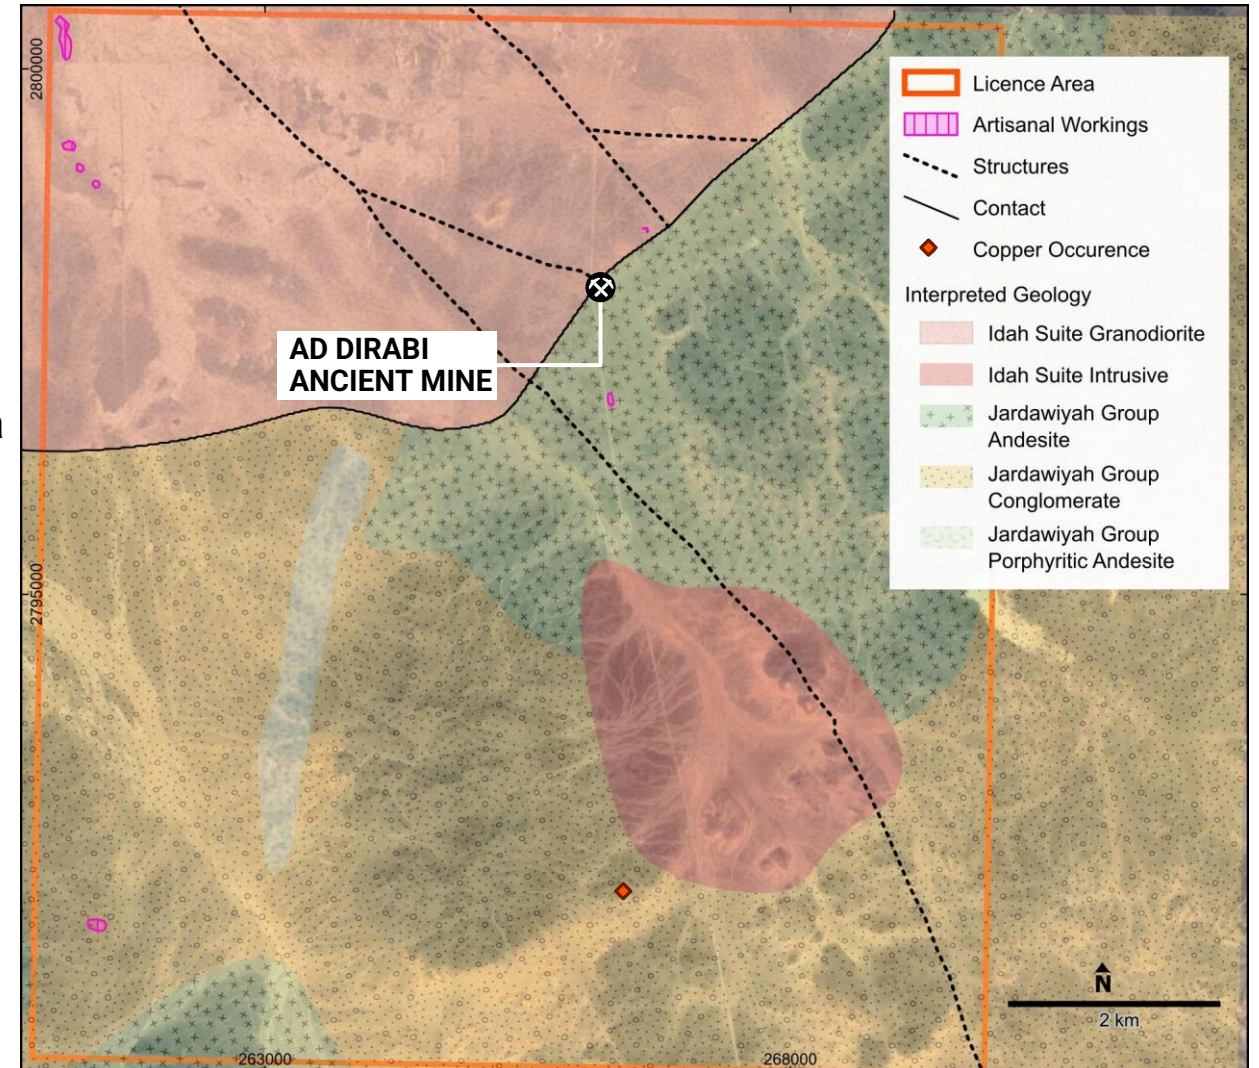 2800000
Licence Area
Artisanal Workings
Structures
Contact
Copper Occurence
Interpreted Geology
Idah Suite Granodiorite
Idah Suite Intrusive
Jardawiyah Group
Andesite
Jardawiyah Group
Conglomerate
Jardawiyah Group
Porphyritic Andesite
AD DIRABI
ANCIENT MINE
2795000
N
2 km
263000
268000